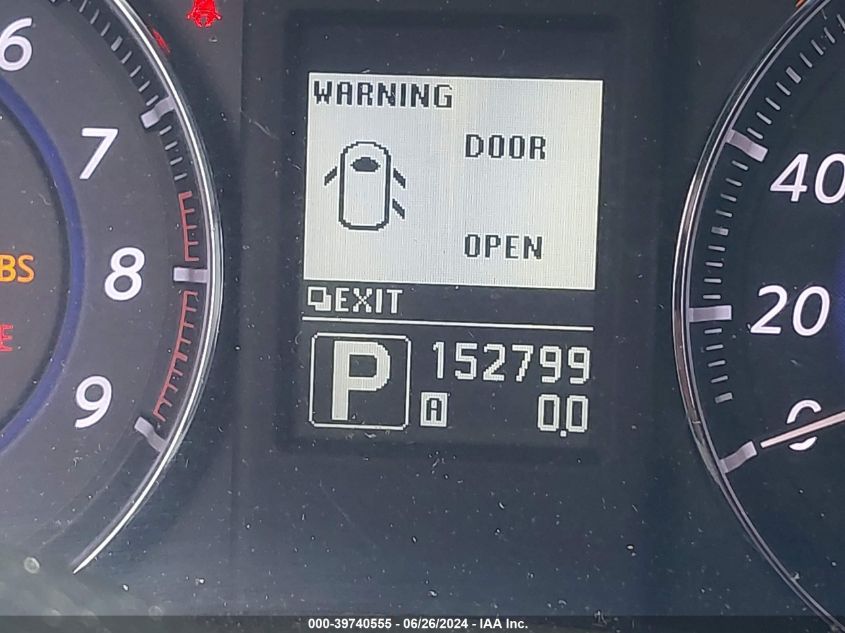 6
7
8
9
BS
E
WARNING
DOOR
OPEN
EXIT
P
152799
A
0.0
40
20
0
000-39740555 - 06/26/2024 - IAA Inc.